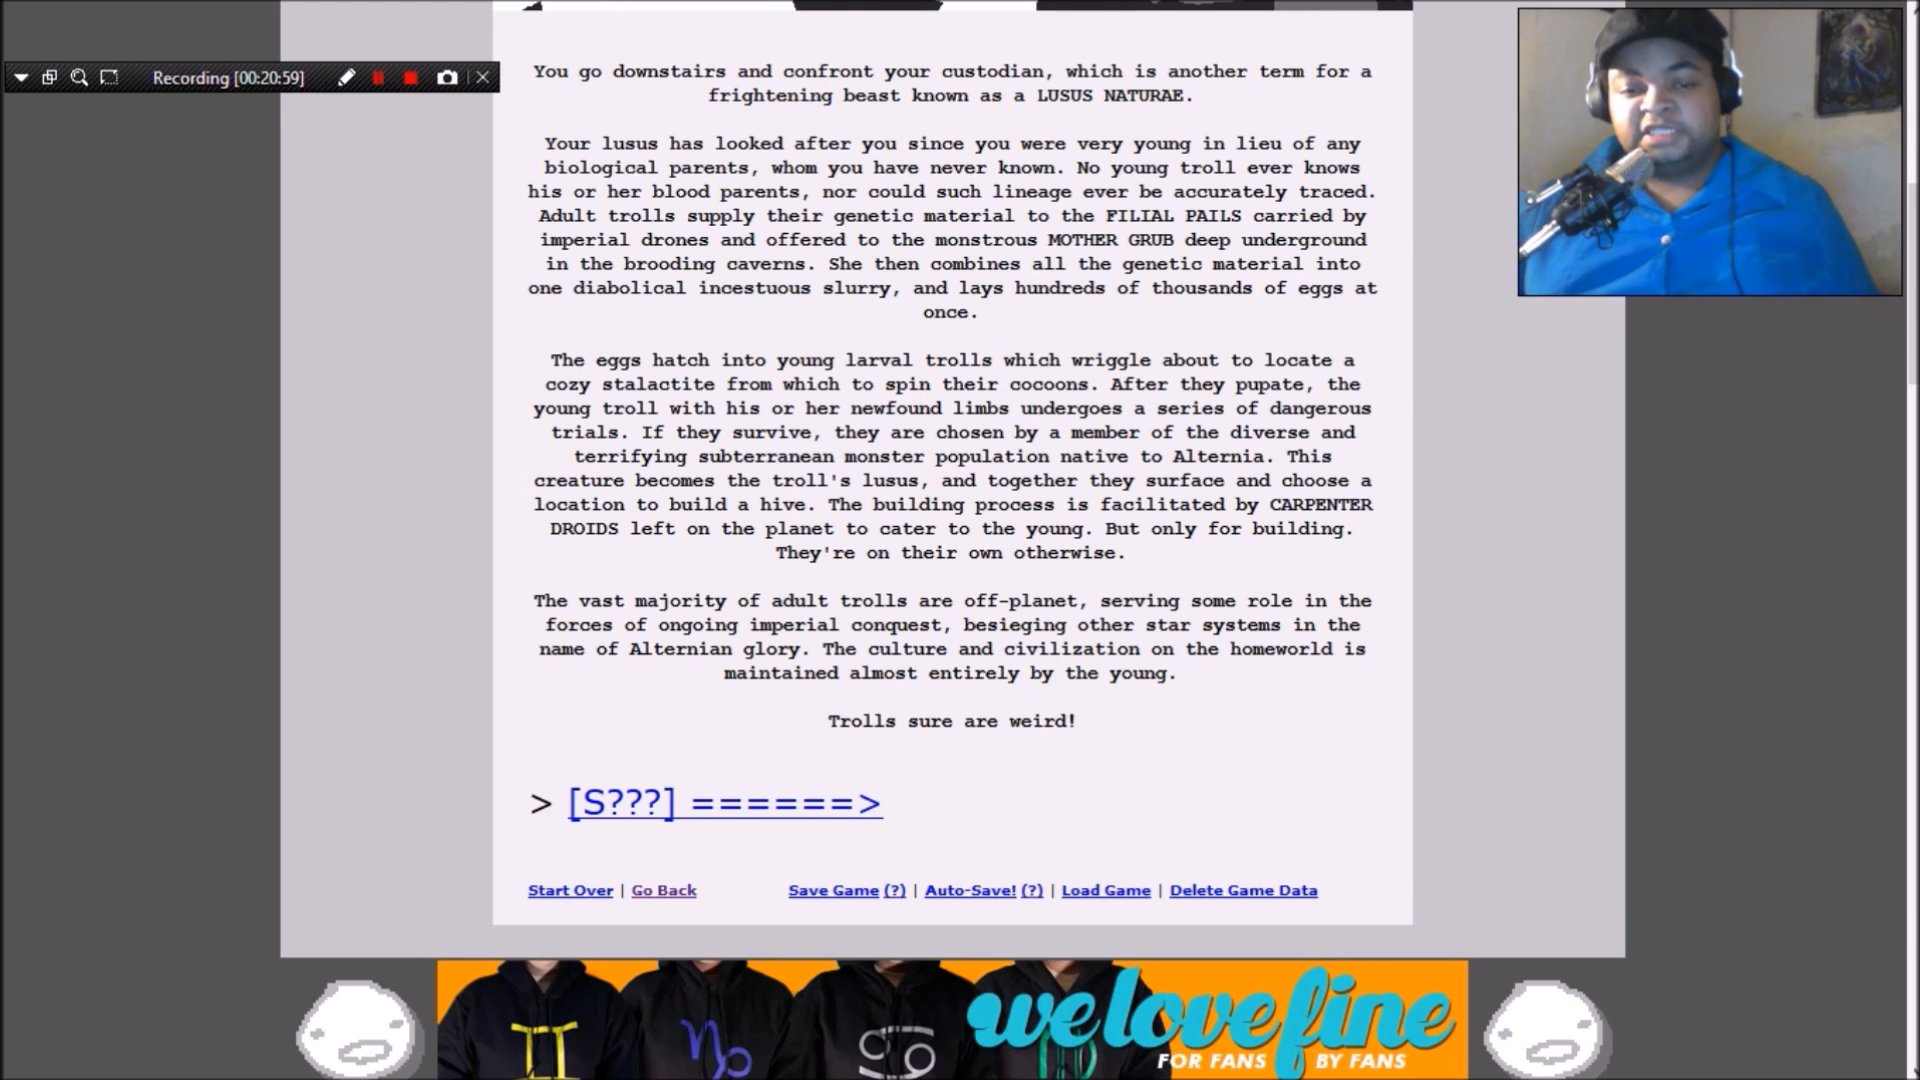 Recording [00:20:59]
You go downstairs and confront your custodian, which is another term for a
frightening beast known as a LUSUS NATURAE.
Your lusus has looked after you since you were very young in lieu of any
biological parents, whom you have never known. No young troll ever knows
his or her blood parents, nor could such lineage ever be accurately traced.
Adult trolls supply their genetic material to the FILIAL PAILS carried by
imperial drones and offered to the monstrous MOTHER GRUB deep underground
in the brooding caverns. She then combines all the genetic material into
one diabolical incestuous slurry, and lays hundreds of thousands of eggs at
once.
The eggs hatch into young larval trolls which wriggle about to locate a
cozy stalactite from which to spin their cocoons. After they pupate, the
young troll with his or her newfound limbs undergoes a series of dangerous
trials. If they survive, they are chosen by a member of the diverse and
terrifying subterranean monster population native to Alternia. This
creature becomes the troll's lusus, and together they surface and choose a
location to build a hive. The building process is facilitated by CARPENTER
DROIDS left on the planet to cater to the young. But only for building.
They're on their own otherwise.
The vast majority of adult trolls are off-planet, serving some role in the
forces of ongoing imperial conquest, besieging other star systems in the
name of Alternian glory. The culture and civilization on the homeworld is
maintained almost entirely by the young.
Trolls sure are weird!
> [S???] ======>
Start Over | Go Back Save Game (?) | Auto-Save! (?) | Load Game | Delete Game Data
welovefine
FOR FANS BY FANS